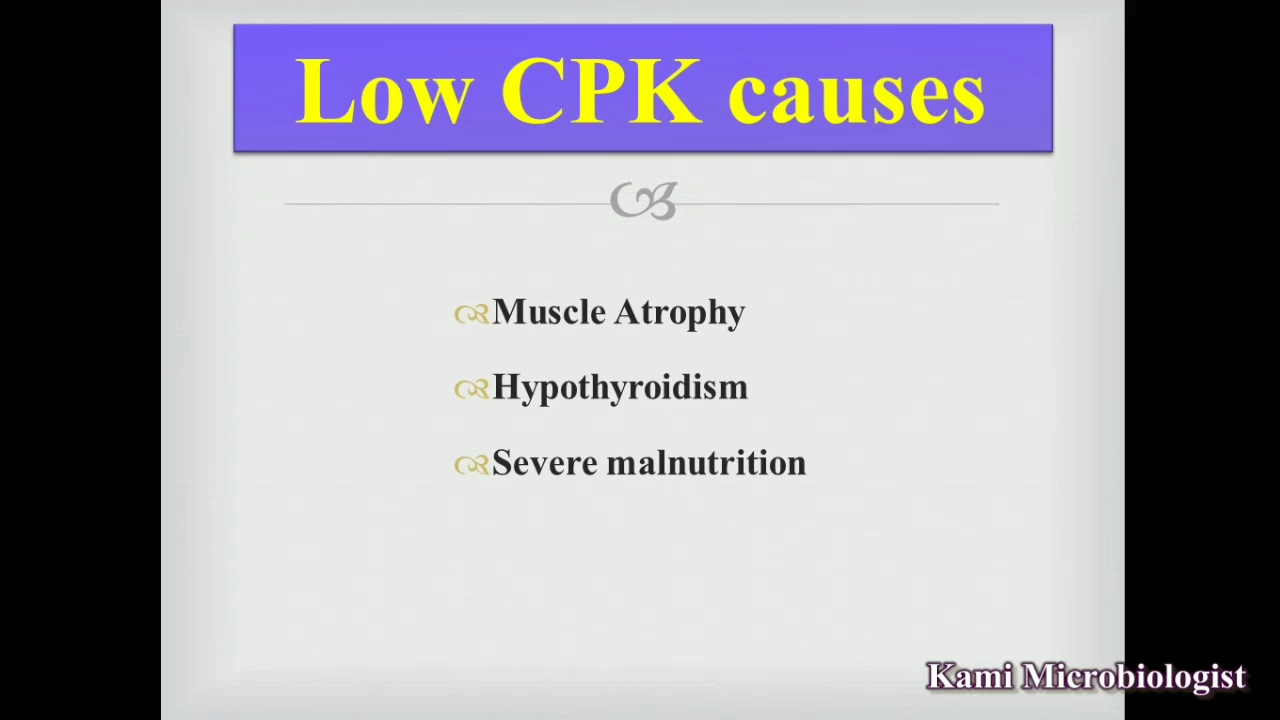 Low CPK causes
Muscle Atrophy
Hypothyroidism
Severe malnutrition
Kami Microbiologist